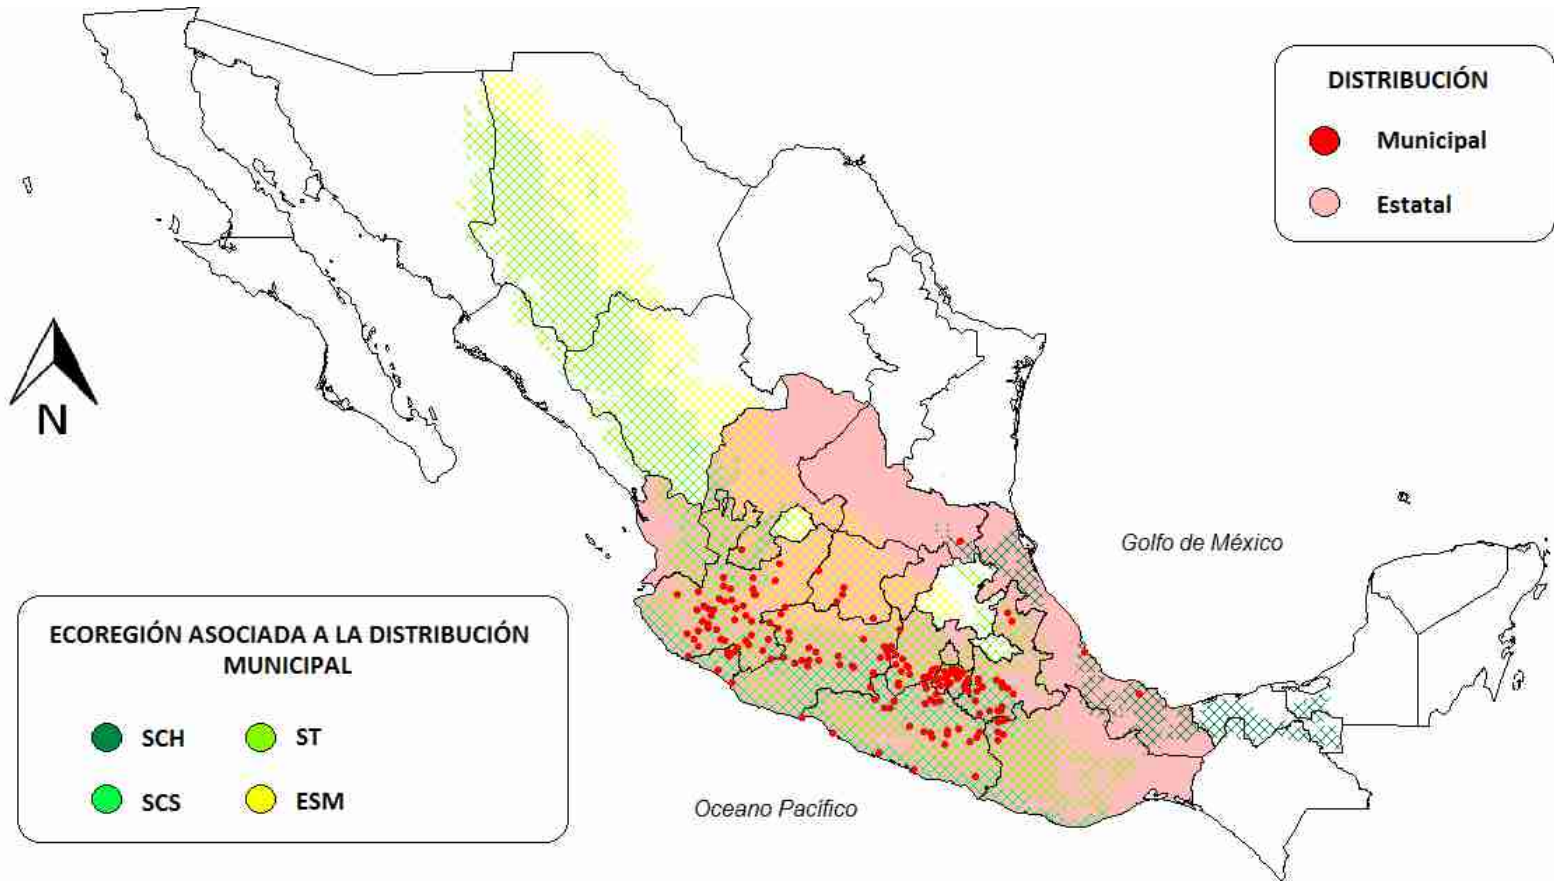 DISTRIBUCIÓN
Municipal
Estatal
N
Golfo de México
ECOREGIÓN ASOCIADA A LA DISTRIBUCIÓN
MUNICIPAL
SCH
ST
SCS
ESM
Oceano Pacífico